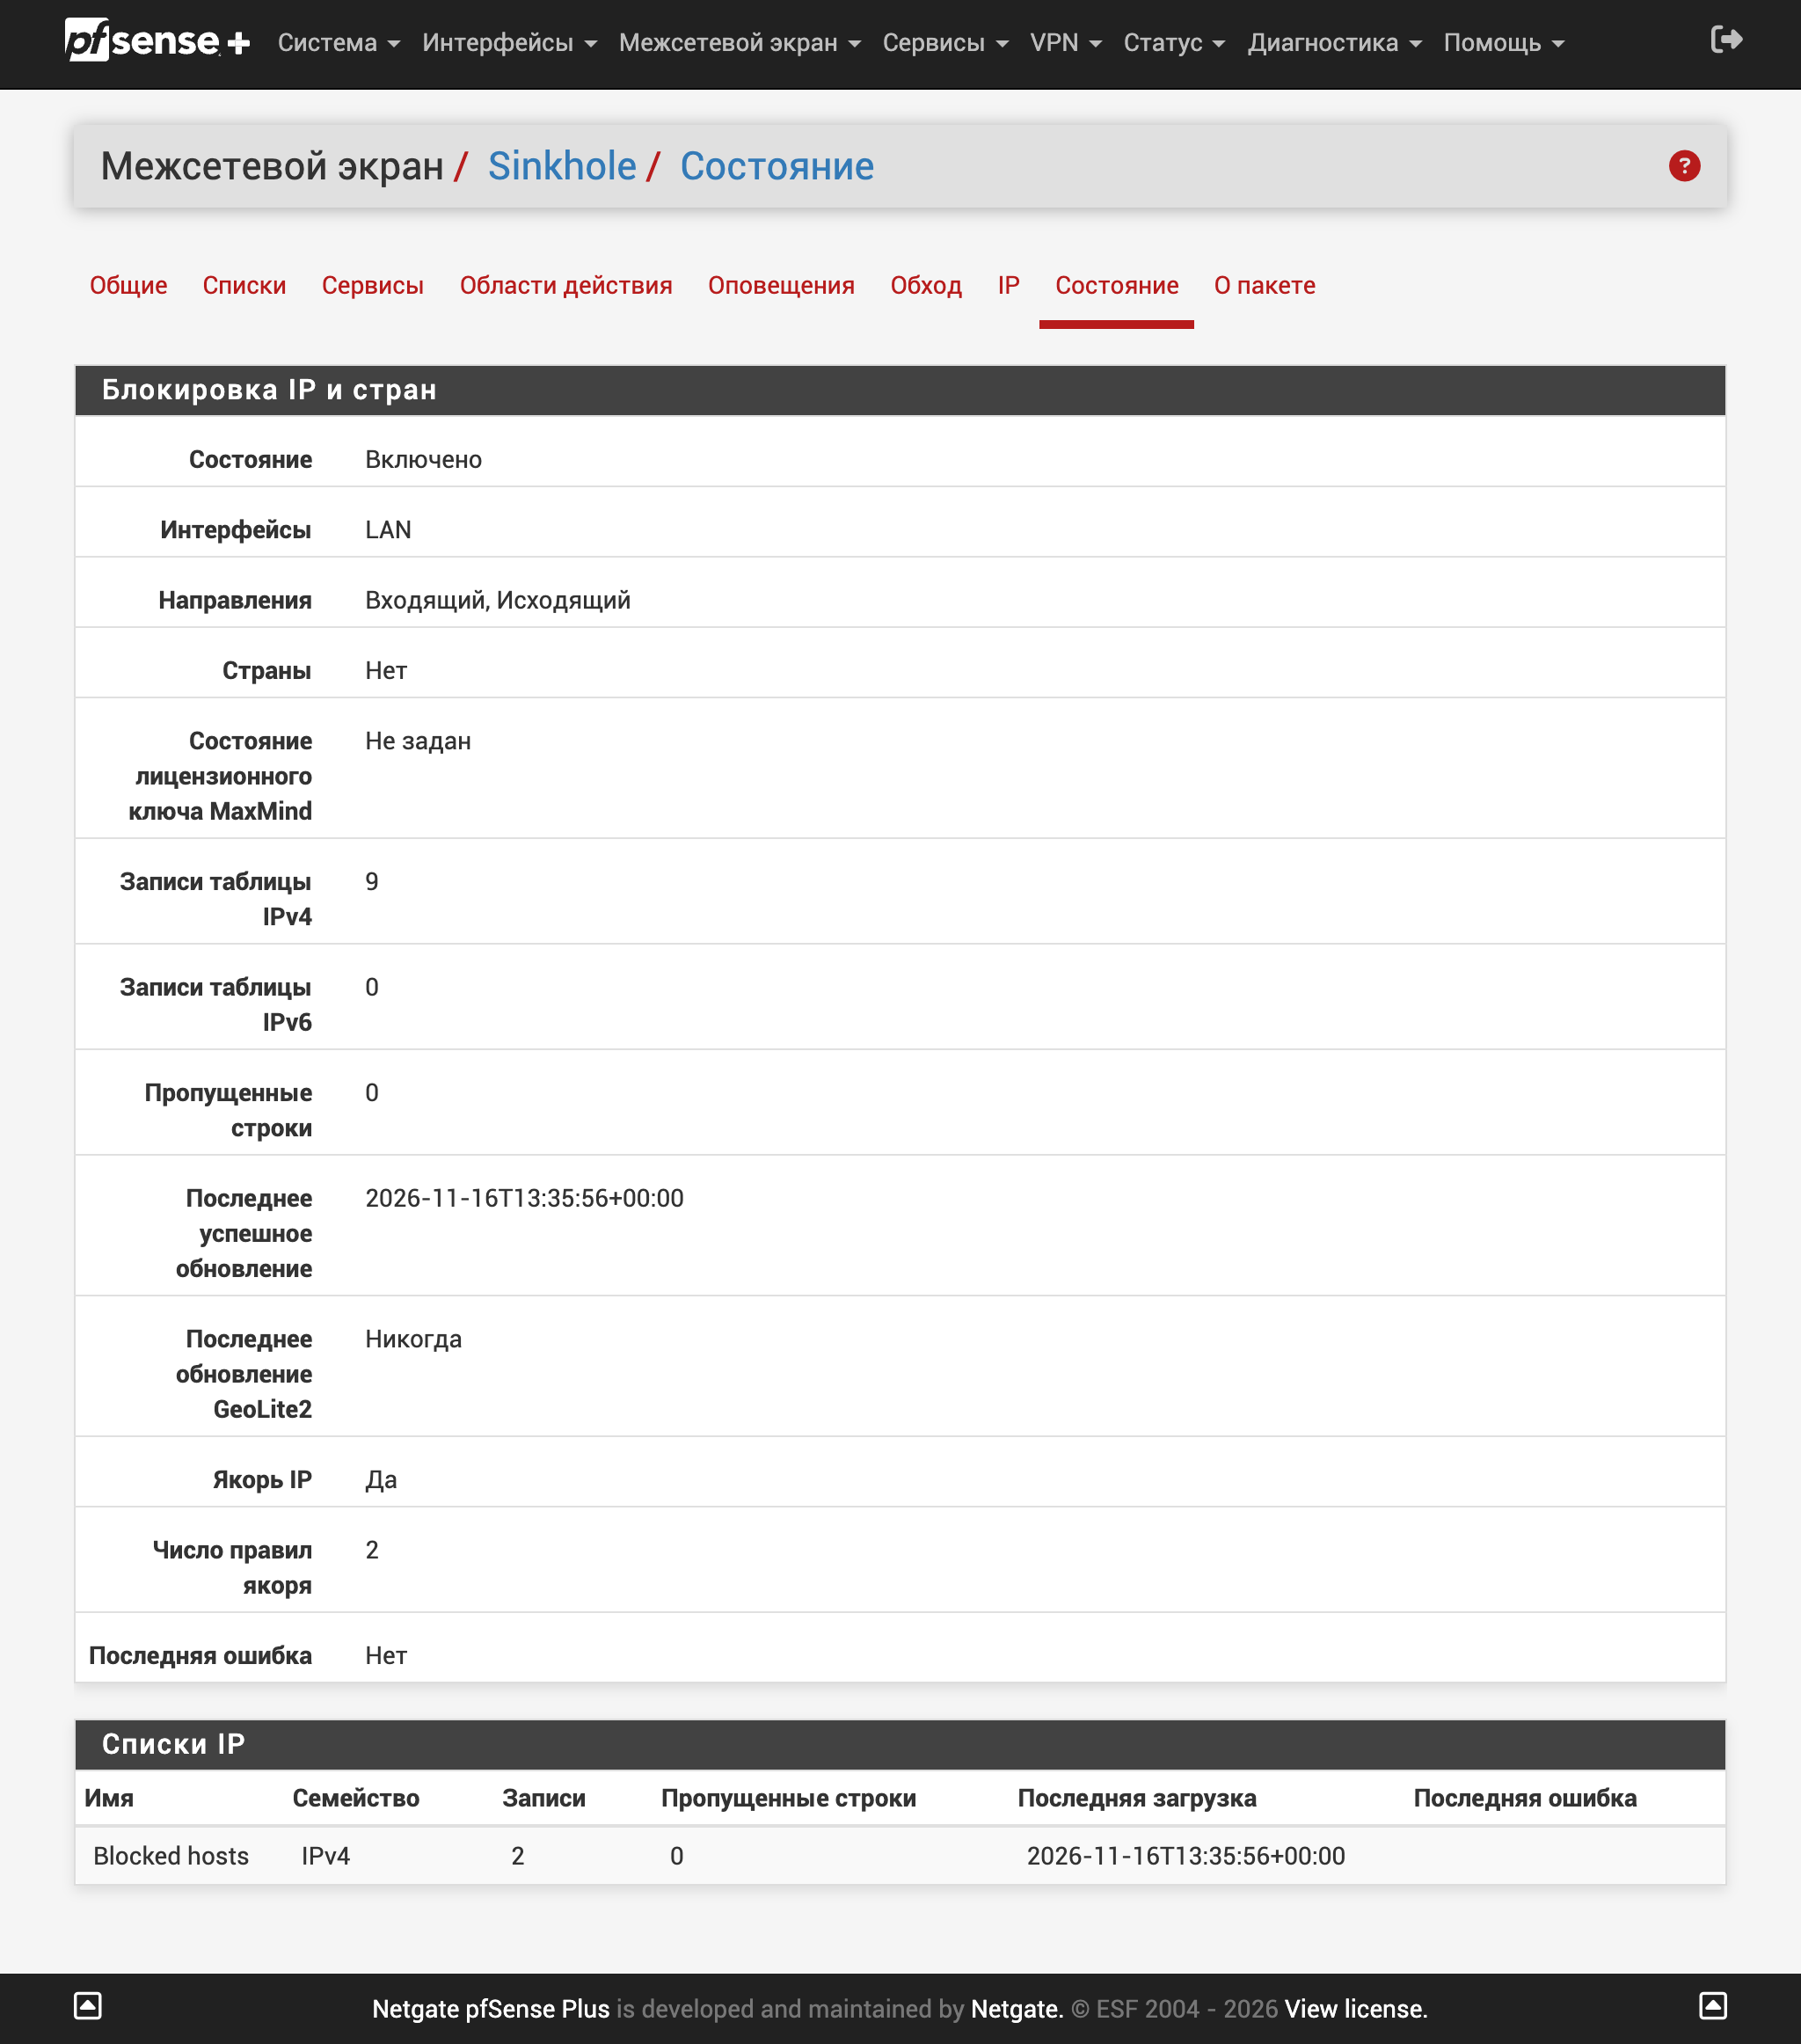 pfsense +
Система Интерфейсы Межсетевой экран Сервисы VPN Статус Диагностика Помощь
Межсетевой экран / Sinkhole / Состояние
?
Общие Списки Сервисы Области действия Оповещения Обход IP Состояние О пакете
Блокировка IP и стран
Состояние Включено
Интерфейсы LAN
Направления Входящий, Исходящий
Страны Нет
Состояние Не задан
лицензионного
ключа MaxMind
Записи таблицы 9
IPv4
Записи таблицы 0
IPv6
Пропущенные 0
строки
Последнее 2026-11-16T13:35:56+00:00
успешное
обновление
Последнее Никогда
обновление
GeoLite2
Якорь IP Да
Число правил 2
якоря
Последняя ошибка Нет
Списки IP
Имя Семейство Записи Пропущенные строки Последняя загрузка Последняя ошибка
Blocked hosts IPv4 2 0 2026-11-16T13:35:56+00:00
Netgate pfSense Plus is developed and maintained by Netgate. © ESF 2004 - 2026 View license.